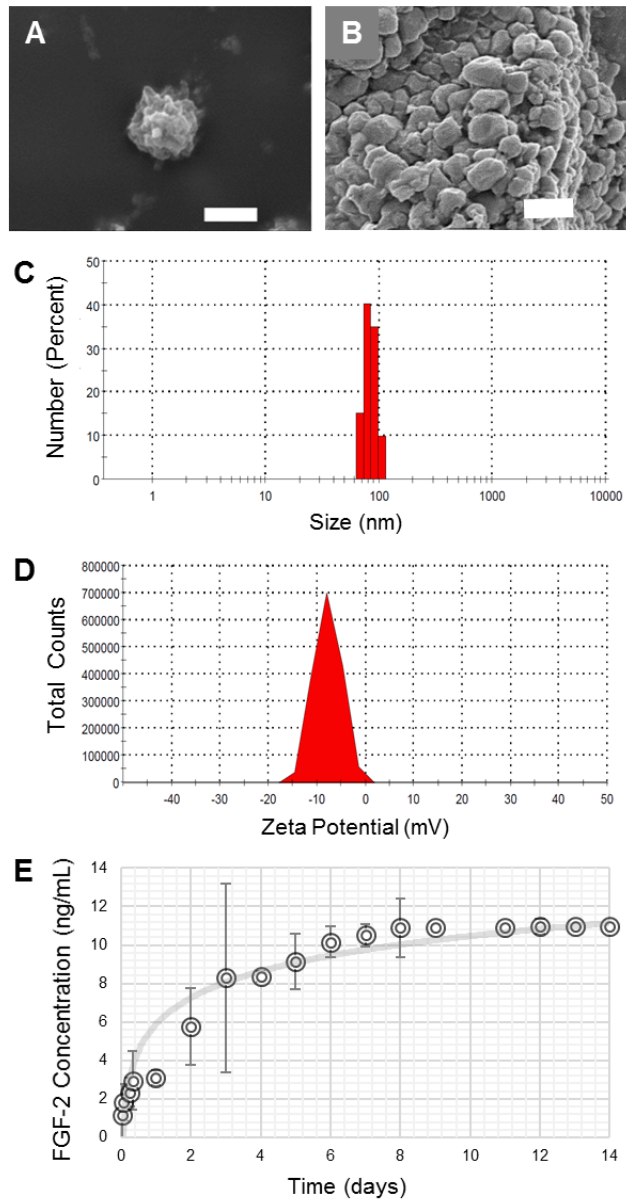 A
B
C
50
40
30
20
10
0
Number (Percent)
1 10 100 1000 10000
Size (nm)
D
800000
700000
600000
500000
400000
300000
200000
100000
0
Total Counts
-40 -30 -20 -10 0 10 20 30 40 50
Zeta Potential (mV)
E
14
12
10
8
6
4
2
0
FGF-2 Concentration (ng/mL)
0 2 4 6 8 10 12 14
Time (days)